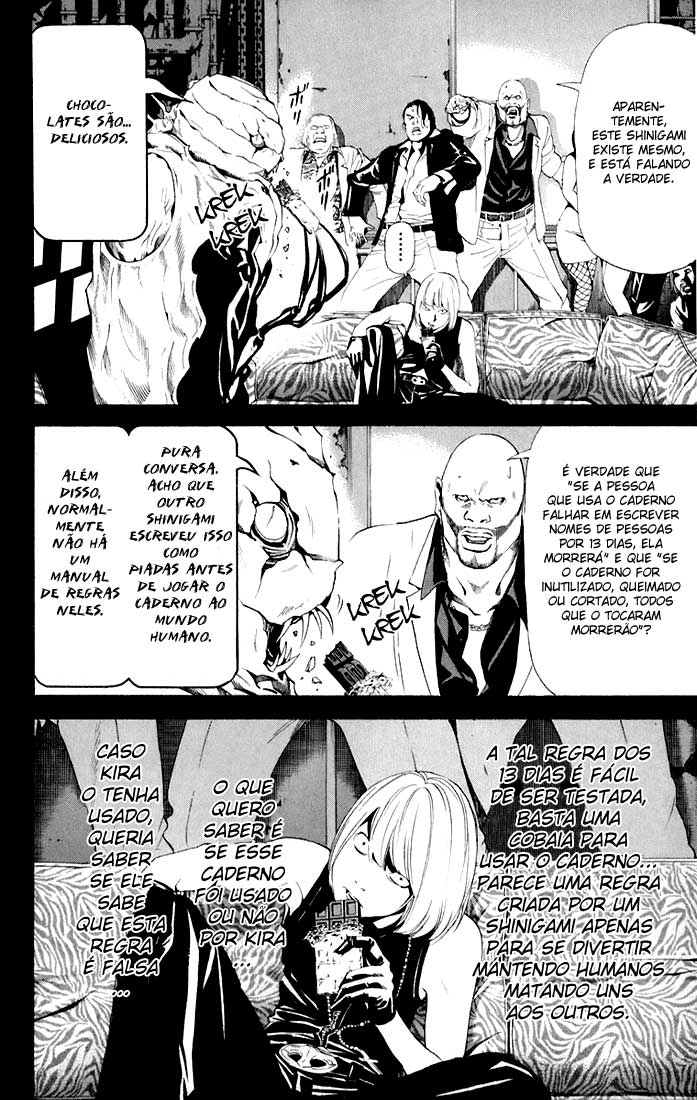 APAREN-
TEMENTE,
ESTE SHINIGAMI
EXISTE MESMO,
E ESTÁ FALANDO
A VERDADE.
......
CHOCO-
LATES SÃO...
DELICIOSOS.
KREK
KREK
É VERDADE QUE
"SE A PESSOA
QUE USA O CADERNO
FALHAR EM ESCREVER
NOMES DE PESSOAS
POR 13 DIAS, ELA
MORRERÁ" E QUE "SE
O CADERNO FOR
INUTILIZADO, QUEIMADO
OU CORTADO, TODOS
QUE O TOCARAM
MORRERÃO"?
KREK
KREK
PURA
CONVERSA.
ACHO QUE
OUTRO
SHINIGAMI
ESCREVEU ISSO
COMO
PIADAS ANTES
DE JOGAR O
CADERNO AO
MUNDO
HUMANO.
ALÉM
DISSO,
NORMAL-
MENTE
NÃO HÁ
UM
MANUAL
DE REGRAS
NELES.
A TAL REGRA DOS
13 DIAS É FÁCIL
DE SER TESTADA,
BASTA UMA
COBAIA PARA
USAR O CADERNO...
PARECE UMA REGRA
CRIADA POR UM
SHINIGAMI APENAS
PARA SE DIVERTIR
MANTENDO HUMANOS
MATANDO UNS
AOS OUTROS.
O QUE
QUERO
SABER É
SE ESSE
CADERNO
FOI USADO
OU NÃO
POR KIRA
...
CASO
KIRA
O TENHA
USADO,
QUERIA
SABER
SE ELE
SABE
QUE ESTA
REGRA
É FALSA
......